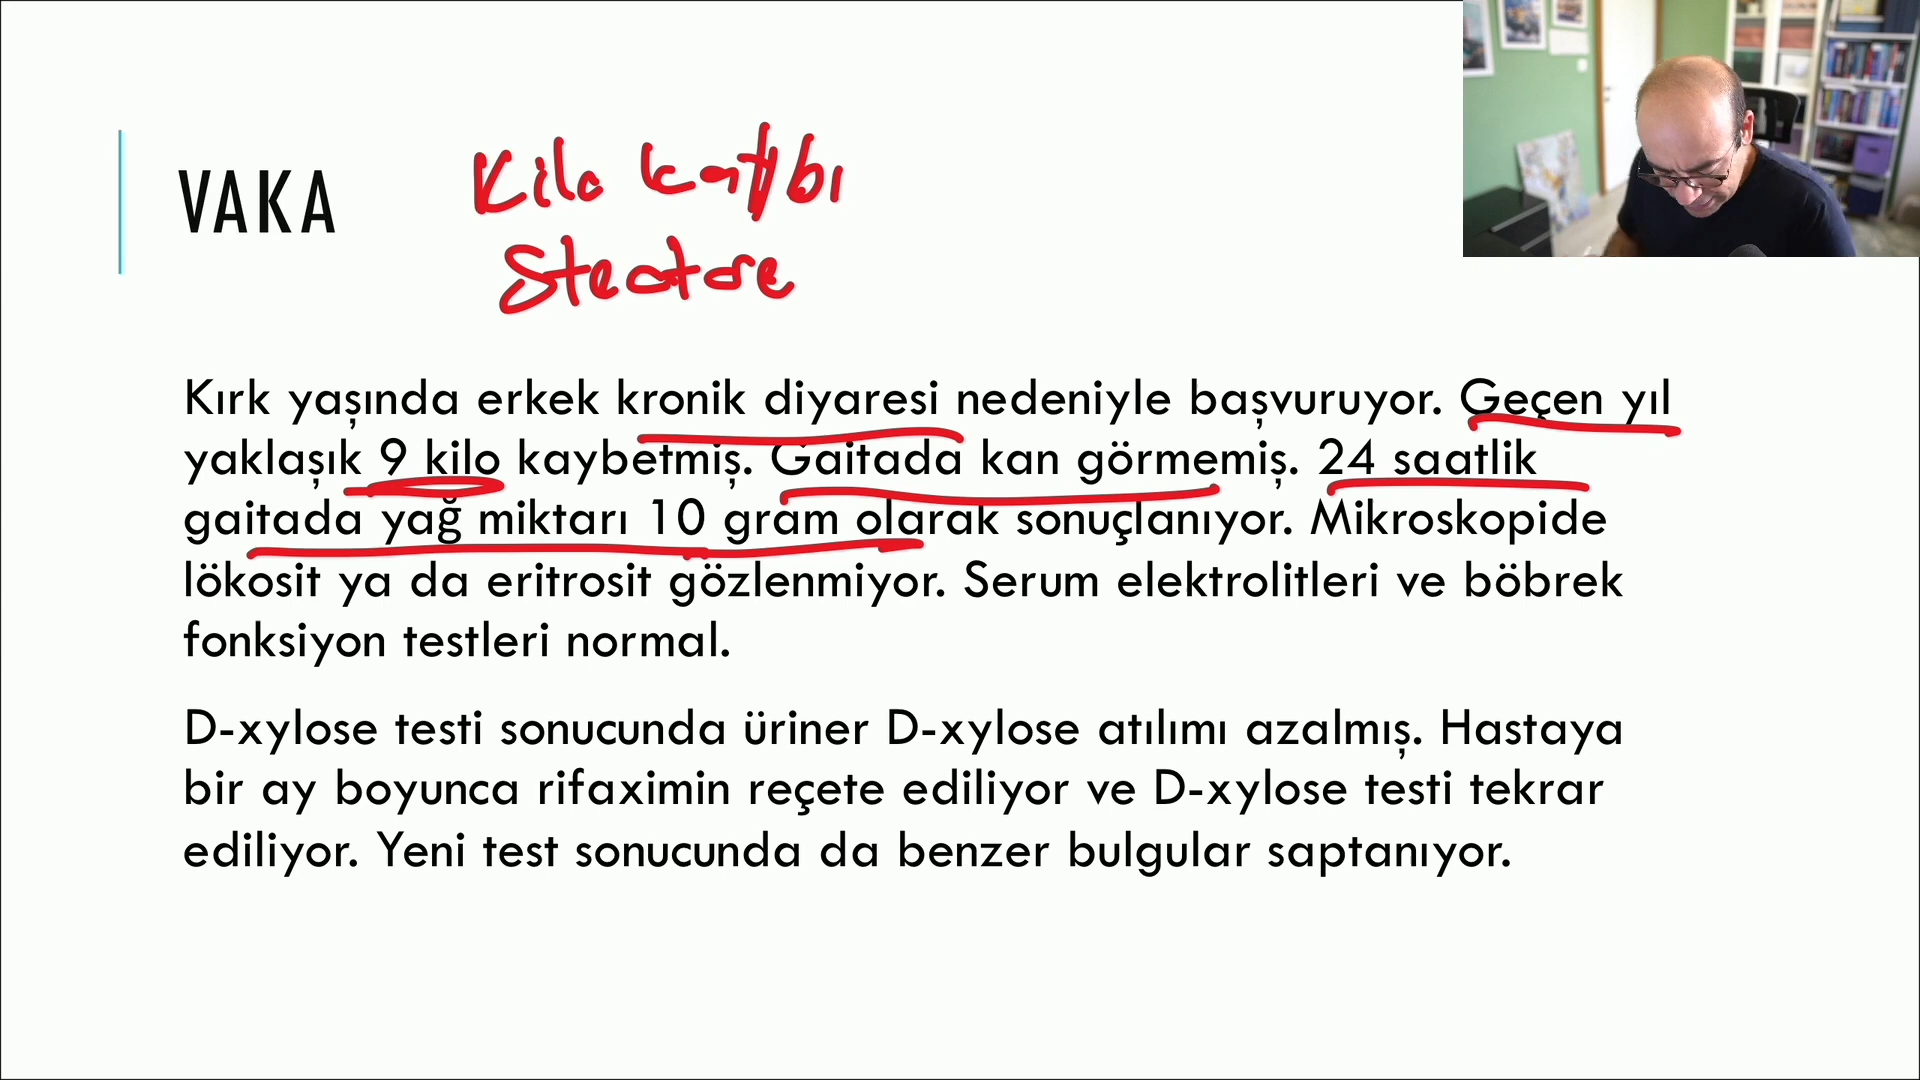 VAKA
Kilo kaybı
Steatore
Kırk yaşında erkek kronik diyaresi nedeniyle başvuruyor. Geçen yıl
yaklaşık 9 kilo kaybetmiş. Gaitada kan görmemiş. 24 saatlik
gaitada yağ miktarı 10 gram olarak sonuçlanıyor. Mikroskopide
lökosit ya da eritrosit gözlenmiyor. Serum elektrolitleri ve böbrek
fonksiyon testleri normal.
D-xylose testi sonucunda üriner D-xylose atılımı azalmış. Hastaya
bir ay boyunca rifaximin reçete ediliyor ve D-xylose testi tekrar
ediliyor. Yeni test sonucunda da benzer bulgular saptanıyor.